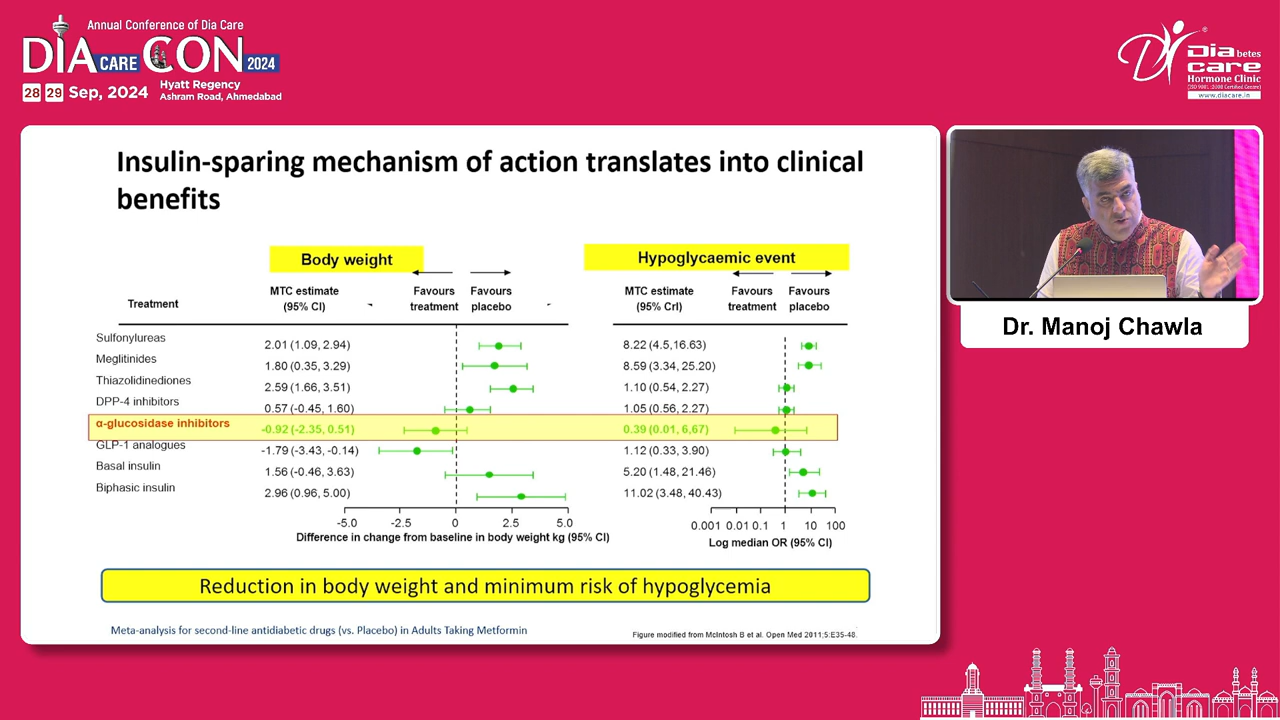 Annual Conference of Dia Care
DIA CARE CON 2024
28 29 Sep, 2024
Hyatt Regency
Ashram Road, Ahmedabad
Diabetes
care
Hormone Clinic
(ISO 9001 :2008 Certified Centre)
www.diacare.in
Insulin-sparing mechanism of action translates into clinical
benefits
Body weight
Hypoglycaemic event
Treatment
MTC estimate
(95% CI)
Favours
treatment
Favours
placebo
MTC estimate
(95% CrI)
Favours
treatment
Favours
placebo
Sulfonylureas 2.01 (1.09, 2.94) 8.22 (4.5,16.63)
Meglitinides 1.80 (0.35, 3.29) 8.59 (3.34, 25.20)
Thiazolidinediones 2.59 (1.66, 3.51) 1.10 (0.54, 2.27)
DPP-4 inhibitors 0.57 (-0.45, 1.60) 1.05 (0.56, 2.27)
α-glucosidase inhibitors -0.92 (-2.35, 0.51) 0.39 (0.01, 6,67)
GLP-1 analogues -1.79 (-3.43, -0.14) 1.12 (0.33, 3.90)
Basal insulin 1.56 (-0.46, 3.63) 5.20 (1.48, 21.46)
Biphasic insulin 2.96 (0.96, 5.00) 11.02 (3.48, 40.43)
-5.0 -2.5 0 2.5 5.0
Difference in change from baseline in body weight kg (95% CI)
0.001 0.01 0.1 1 10 100
Log median OR (95% CI)
Reduction in body weight and minimum risk of hypoglycemia
Meta-analysis for second-line antidiabetic drugs (vs. Placebo) in Adults Taking Metformin
Figure modified from McIntosh B et al. Open Med 2011;5:E35-48.
Dr. Manoj Chawla